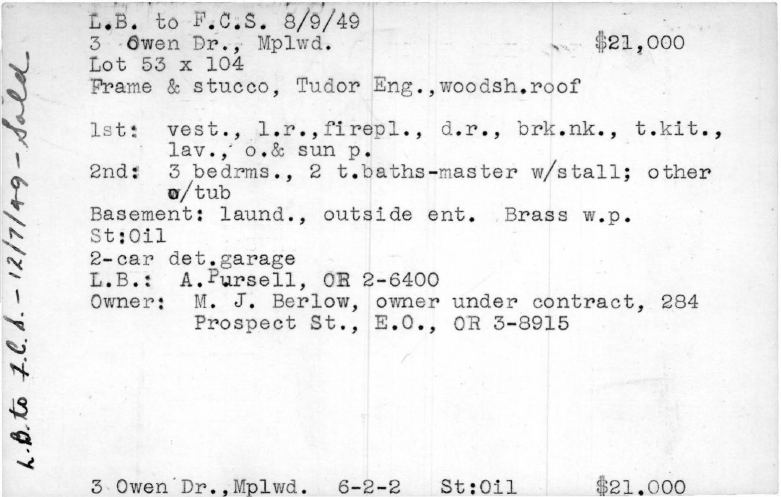 L.B. to F.C.S. 8/9/49
3 Owen Dr., Mplwd. $21,000
Lot 53 x 104
Frame & stucco, Tudor Eng.,woodsh.roof
1st: vest., l.r.,firepl., d.r., brk.nk., t.kit.,
lav., o.& sun p.
2nd: 3 bedrms., 2 t.baths-master w/stall; other
o/tub
Basement: laund., outside ent. Brass w.p.
St:Oil
2-car det.garage
L.B.: A.Pursell, OR 2-6400
Owner: M. J. Berlow, owner under contract, 284
Prospect St., E.O., OR 3-8915
3 Owen Dr.,Mplwd. 6-2-2 St:Oil $21,000
L.B. to F.C.S. - 12/7/49 - Sold